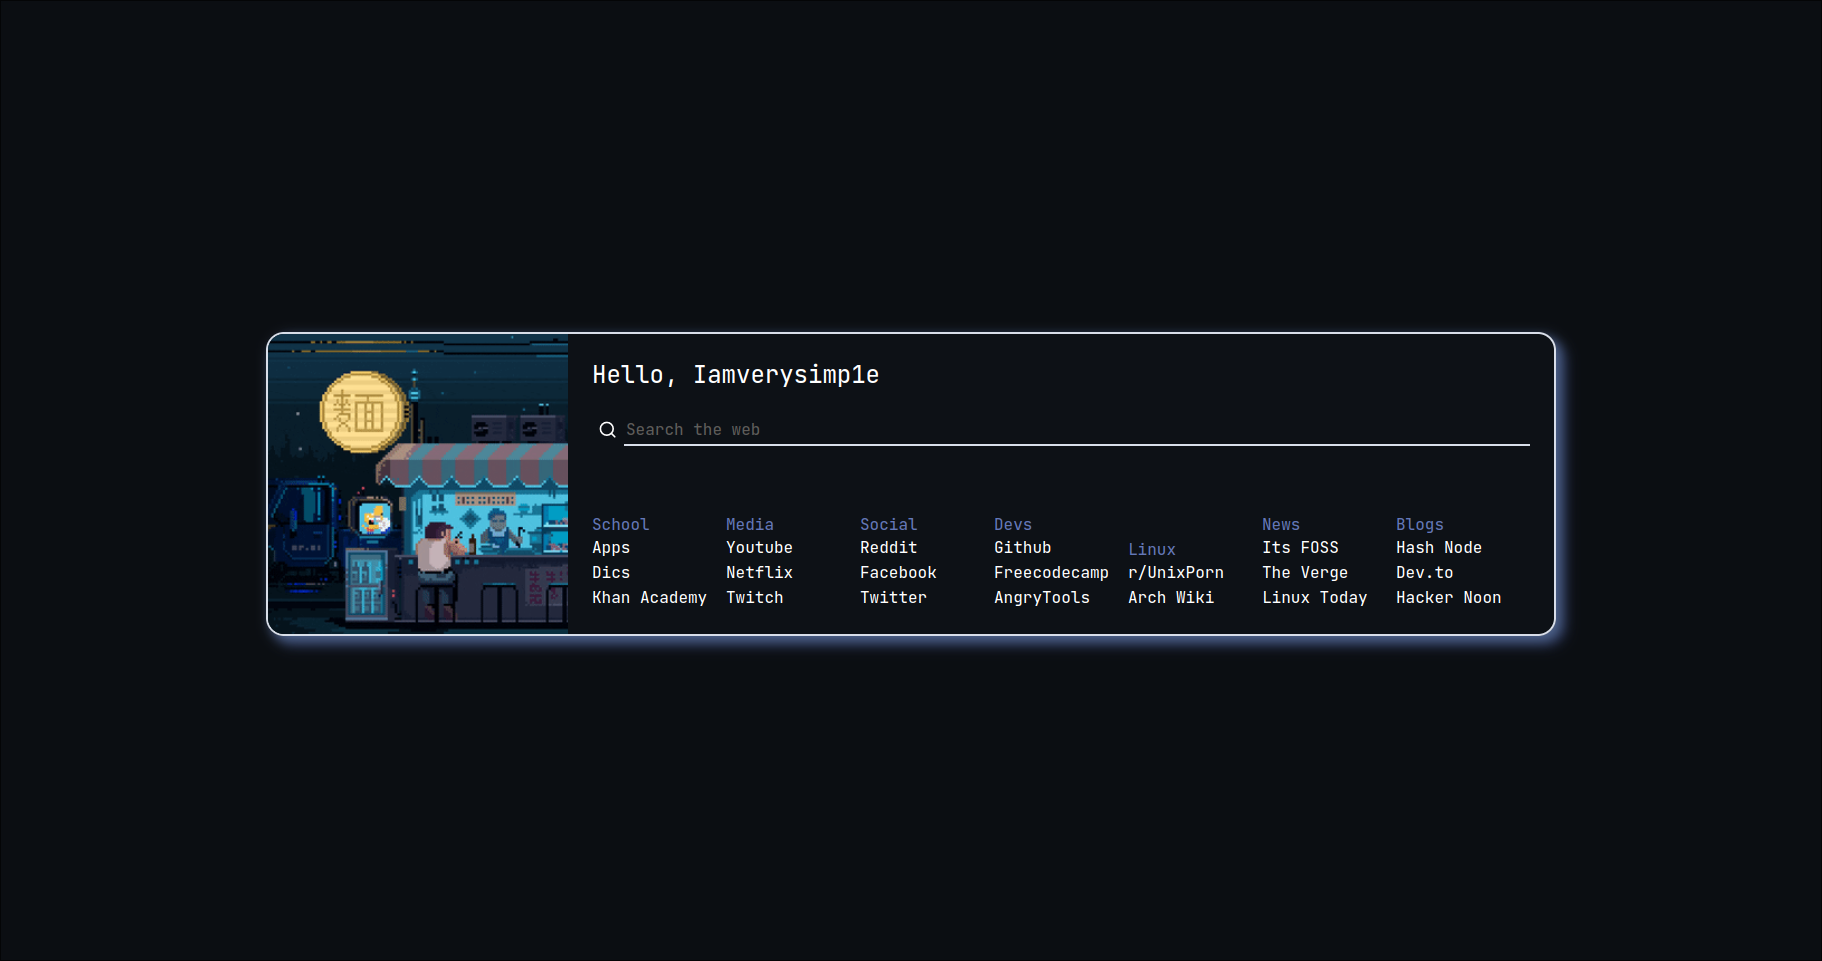 麺
Hello, Iamverysimp1e
Search the web
School
Apps
Dics
Khan Academy
Media
Youtube
Netflix
Twitch
Social
Reddit
Facebook
Twitter
Devs
Github
Freecodecamp
AngryTools
Linux
r/UnixPorn
Arch Wiki
News
Its FOSS
The Verge
Linux Today
Blogs
Hash Node
Dev.to
Hacker Noon